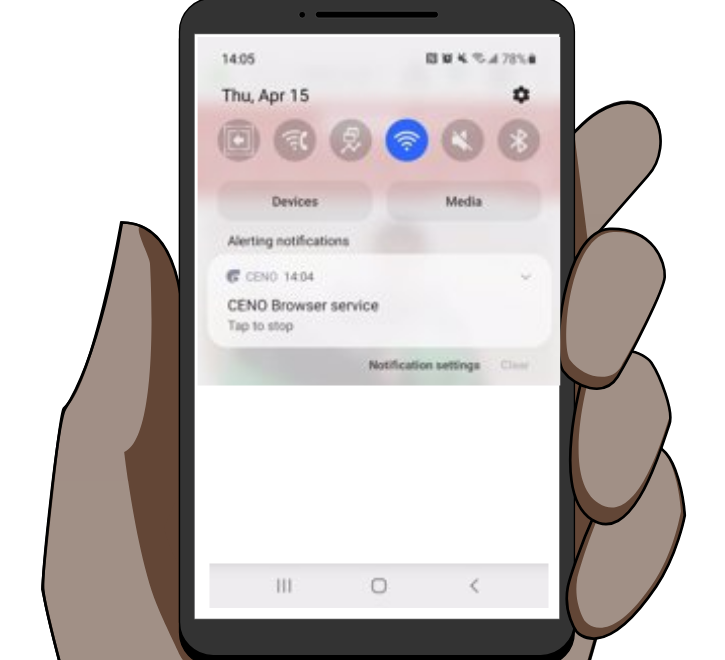 14:05 78%
Thu, Apr 15
Devices Media
Alerting notifications
CENO 14:04
CENO Browser service
Tap to stop
Notification settings Clear